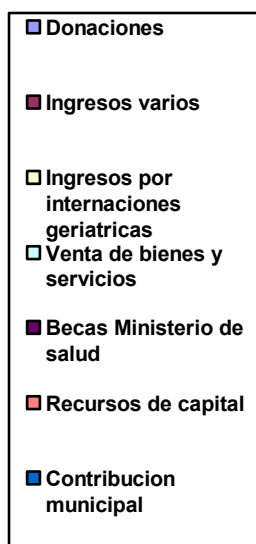 Donaciones
Ingresos varios
Ingresos por
internaciones
geriatricas
Venta de bienes y
servicios
Becas Ministerio de
salud
Recursos de capital
Contribucion
municipal